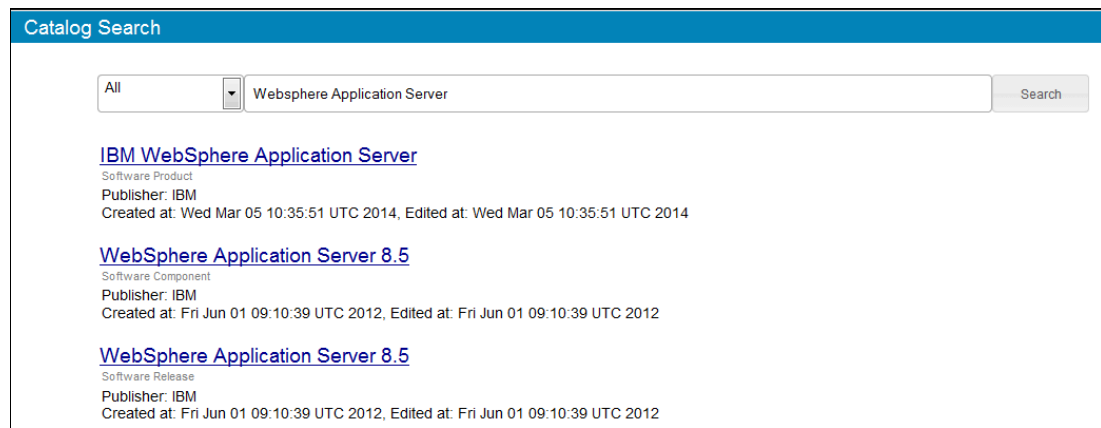 Catalog Search
All Websphere Application Server Search
IBM WebSphere Application Server
Software Product
Publisher: IBM
Created at: Wed Mar 05 10:35:51 UTC 2014, Edited at: Wed Mar 05 10:35:51 UTC 2014
WebSphere Application Server 8.5
Software Component
Publisher: IBM
Created at: Fri Jun 01 09:10:39 UTC 2012, Edited at: Fri Jun 01 09:10:39 UTC 2012
WebSphere Application Server 8.5
Software Release
Publisher: IBM
Created at: Fri Jun 01 09:10:39 UTC 2012, Edited at: Fri Jun 01 09:10:39 UTC 2012